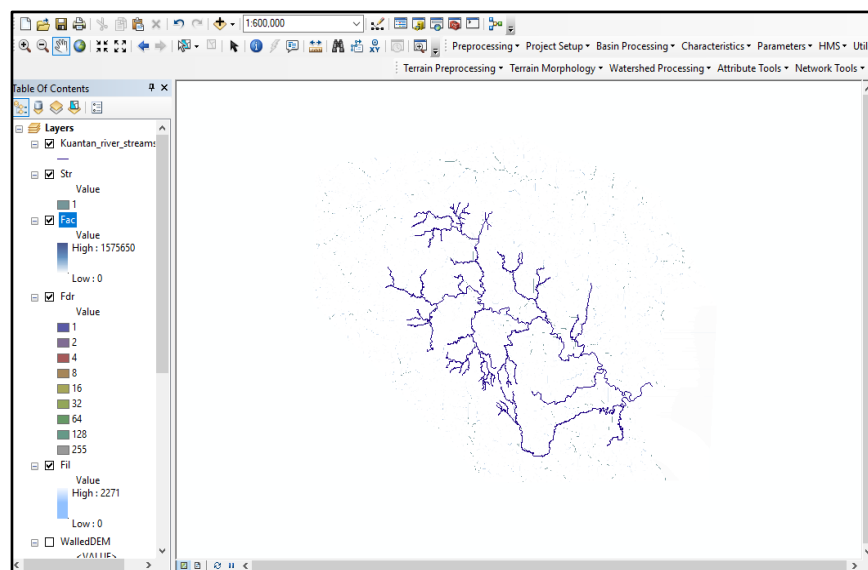 1:600,000
Preprocessing Project Setup Basin Processing Characteristics Parameters HMS Util
Terrain Preprocessing Terrain Morphology Watershed Processing Attribute Tools Network Tools
Table Of Contents
Layers
Kuantan_river_streams
Str
Value
1
Fac
Value
High : 1575650
Low : 0
Fdr
Value
1
2
4
8
16
32
64
128
255
Fil
Value
High : 2271
Low : 0
WalledDEM
<VALUE>